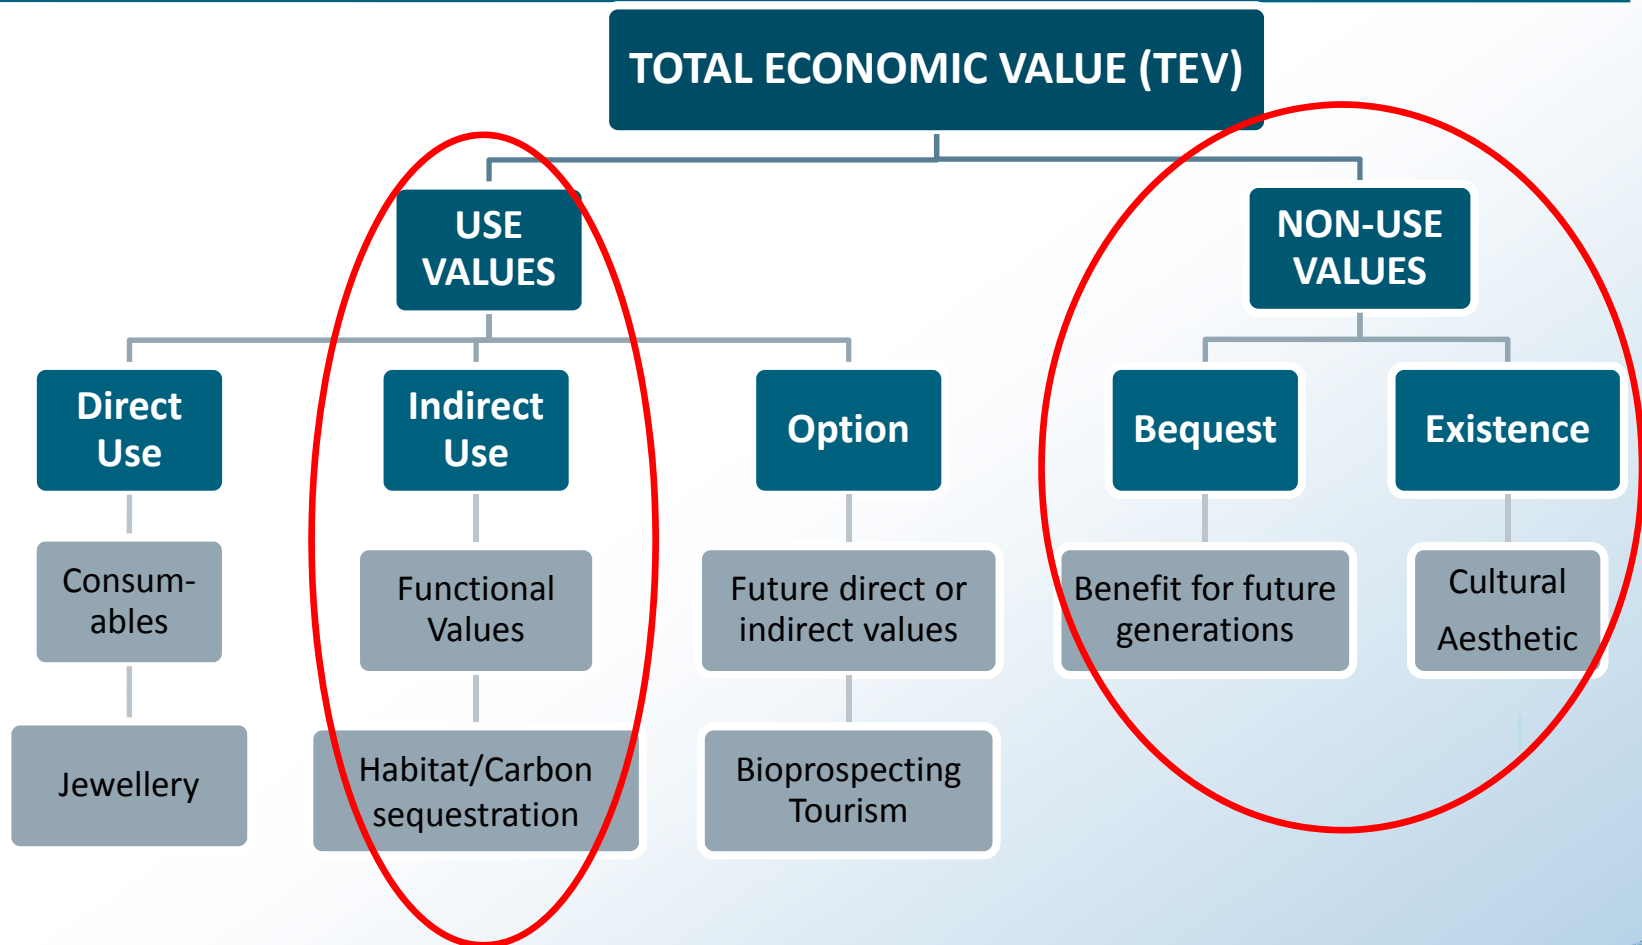 TOTAL ECONOMIC VALUE (TEV)
USE
VALUES
NON-USE
VALUES
Direct
Use
Indirect
Use
Option
Bequest
Existence
Consum-
ables
Functional
Values
Future direct or
indirect values
Benefit for future
generations
Cultural
Aesthetic
Jewellery
Habitat/Carbon
sequestration
Bioprospecting
Tourism